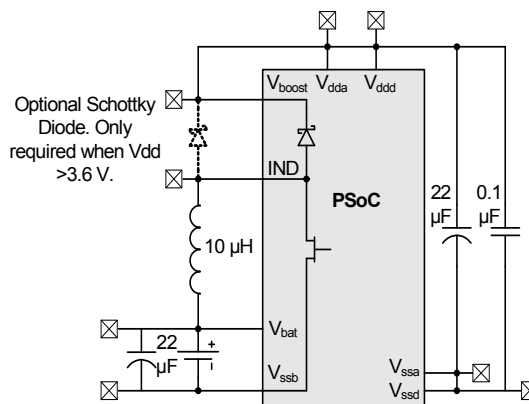 Vboost
Vdda
Vddd
Optional Schottky
Diode. Only
required when Vdd
>3.6 V.
IND
PSoC
22
µF
0.1
µF
10 µH
Vbat
22
µF
+
Vssb
Vssa
Vssd